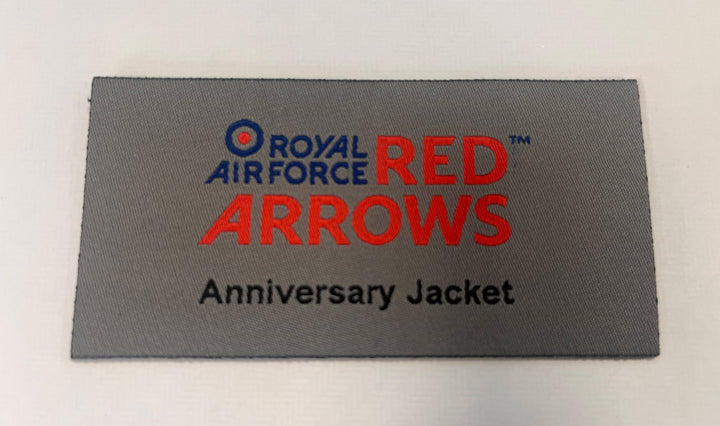 ROYAL
AIR FORCE
RED™
ARROWS
Anniversary Jacket